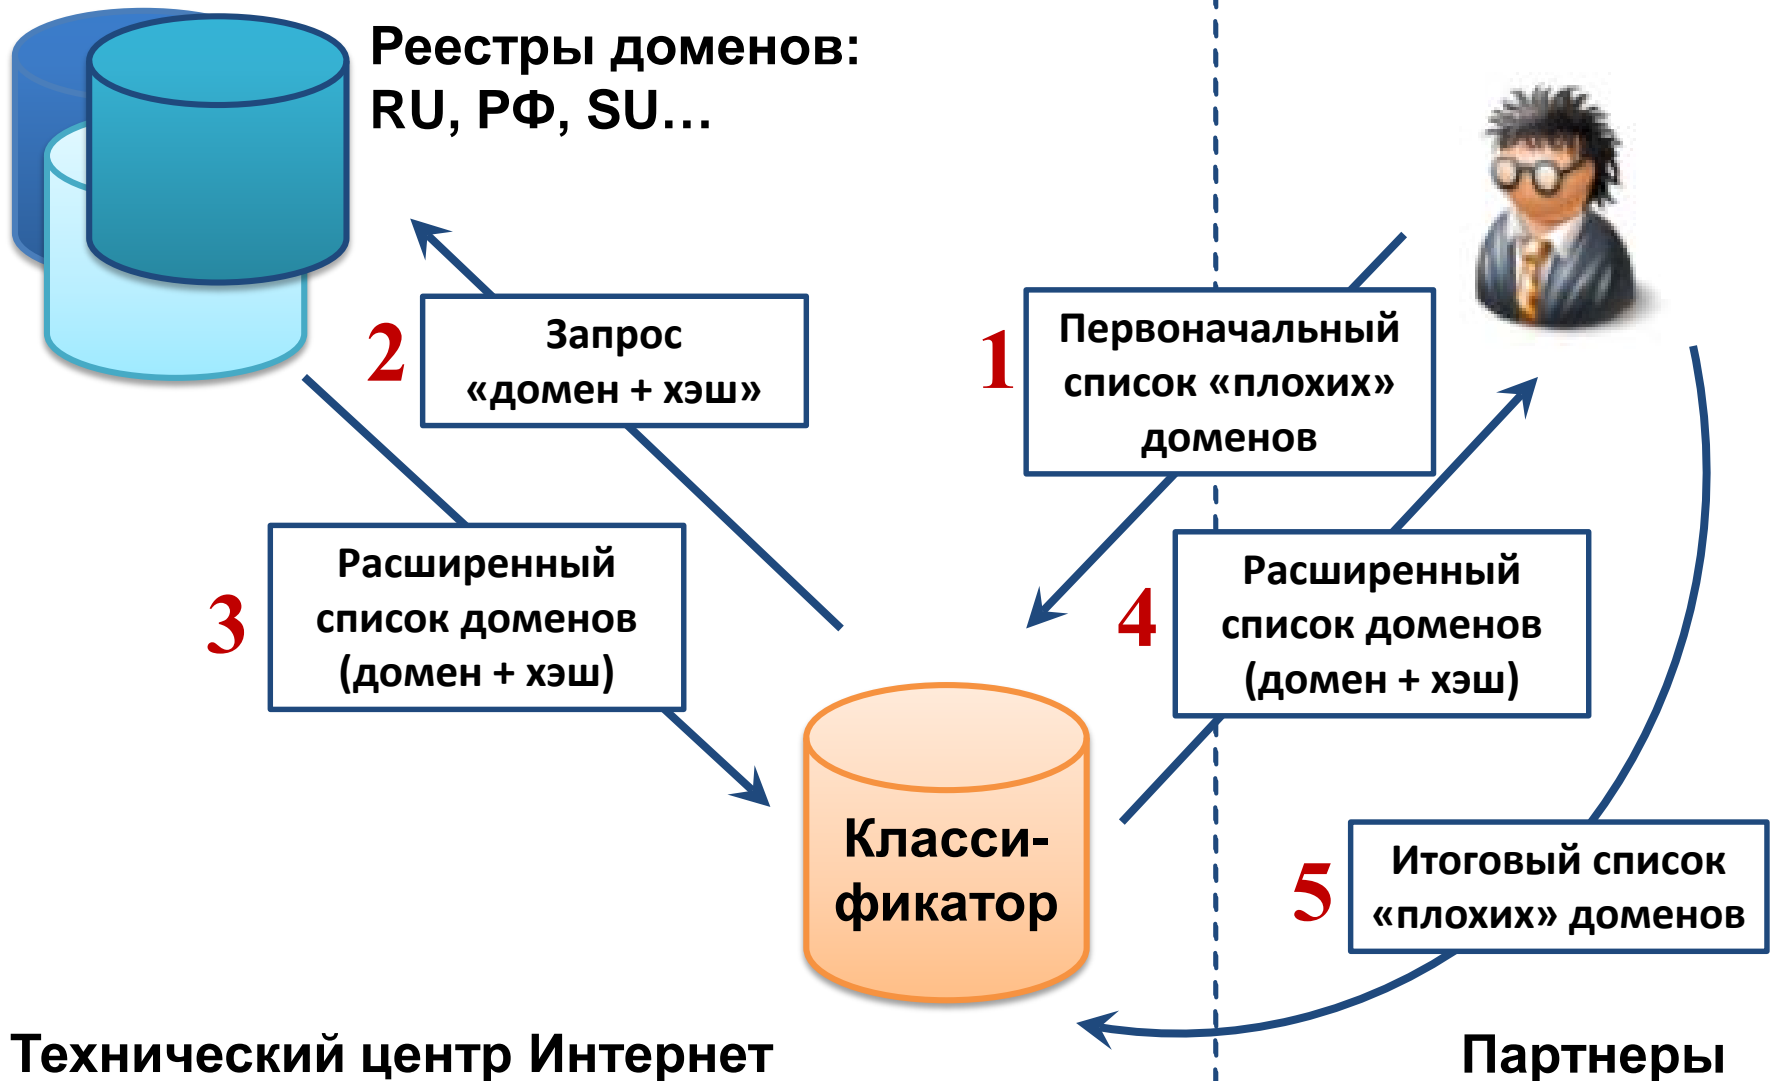 Реестры доменов:
RU, РФ, SU...
2
Запрос
«домен + хэш»
1
Первоначальный
список «плохих»
доменов
3
Расширенный
список доменов
(домен + хэш)
4
Расширенный
список доменов
(домен + хэш)
Класси-
фикатор
5
Итоговый список
«плохих» доменов
Технический центр Интернет
Партнеры